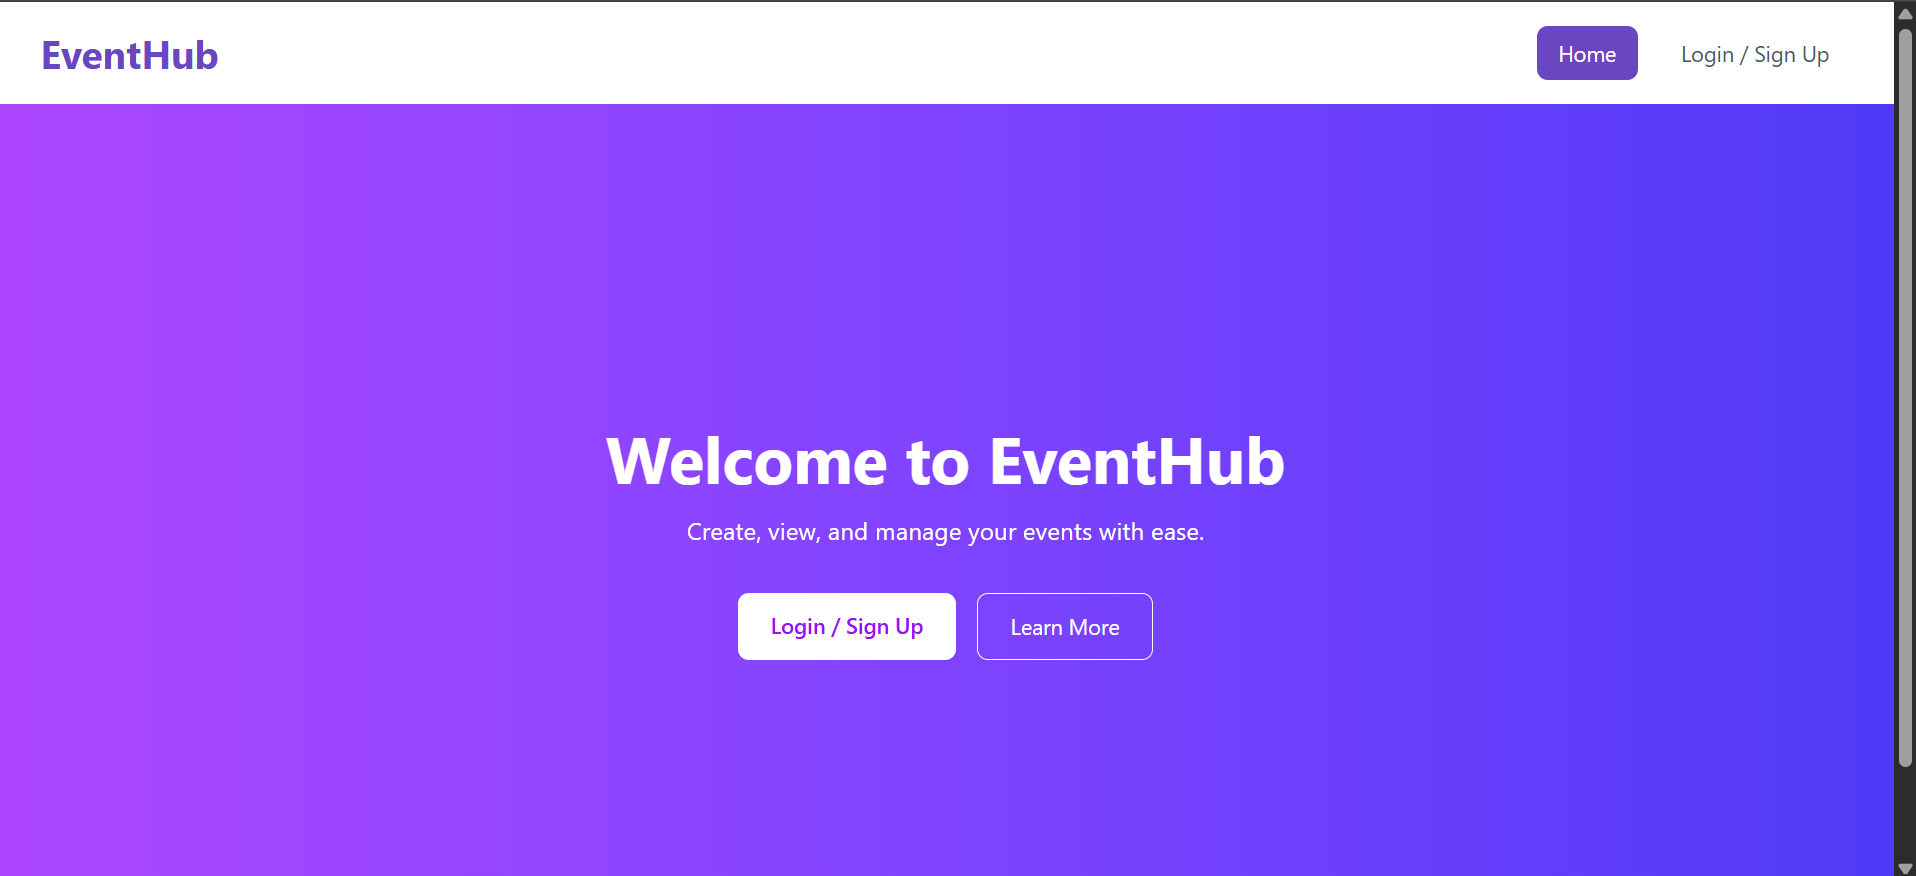 EventHub
Home
Login / Sign Up
Welcome to EventHub
Create, view, and manage your events with ease.
Login / Sign Up
Learn More